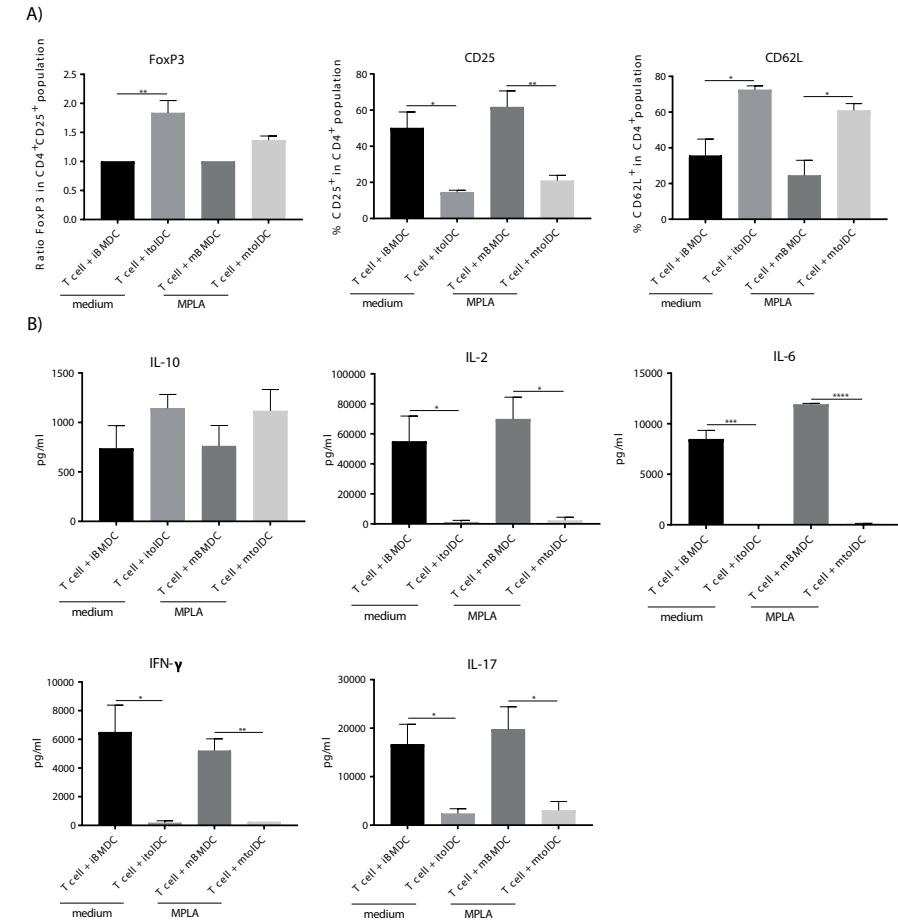 A)
FoxP3
Ratio FoxP3 in CD4+CD25+population
2.5
2.0
1.5
1.0
0.5
0.0
**
T cell + iBMDC
T cell + itolDC
T cell + mBMDC
T cell + mtolDC
medium
MPLA
CD25
% CD25+ in CD4+population
80
60
40
20
0
*
**
T cell + iBMDC
T cell + itolDC
T cell + mBMDC
T cell + mtolDC
medium
MPLA
CD62L
% CD62L+ in CD4+population
80
60
40
20
0
*
*
T cell + iBMDC
T cell + itolDC
T cell + mBMDC
T cell + mtolDC
medium
MPLA
B)
IL-10
pg/ml
1500
1000
500
0
T cell + iBMDC
T cell + itolDC
T cell + mBMDC
T cell + mtolDC
medium
MPLA
IL-2
pg/ml
100000
80000
60000
40000
20000
0
*
*
T cell + iBMDC
T cell + itolDC
T cell + mBMDC
T cell + mtolDC
medium
MPLA
IL-6
pg/ml
15000
10000
5000
0
***
****
T cell + iBMDC
T cell + itolDC
T cell + mBMDC
T cell + mtolDC
medium
MPLA
IFN-γ
pg/ml
10000
8000
6000
4000
2000
0
*
**
T cell + iBMDC
T cell + itolDC
T cell + mBMDC
T cell + mtolDC
medium
MPLA
IL-17
pg/ml
30000
20000
10000
0
*
*
T cell + iBMDC
T cell + itolDC
T cell + mBMDC
T cell + mtolDC
medium
MPLA